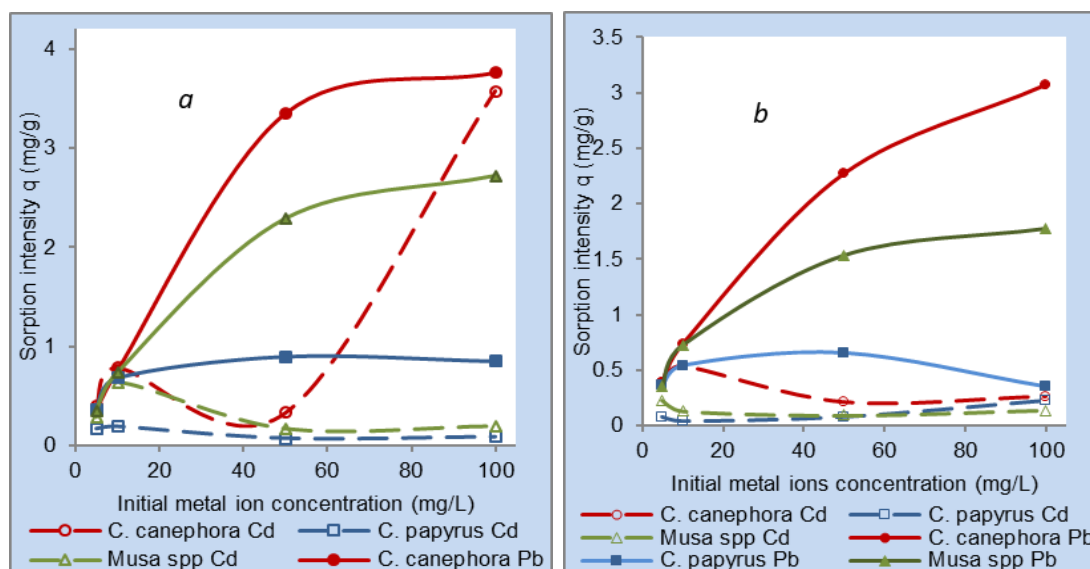 a
Sorption intensity q (mg/g)
4
3
2
1
0
0 20 40 60 80 100
Initial metal ion concentration (mg/L)
C. canephora Cd C. papyrus Cd
Musa spp Cd C. canephora Pb
b
Sorption intensity q (mg/g)
3.5
3
2.5
2
1.5
1
0.5
0
0 20 40 60 80 100
Initial metal ions concentration (mg/L)
C. canephora Cd C. papyrus Cd
Musa spp Cd C. canephora Pb
C. papyrus Pb Musa spp Pb